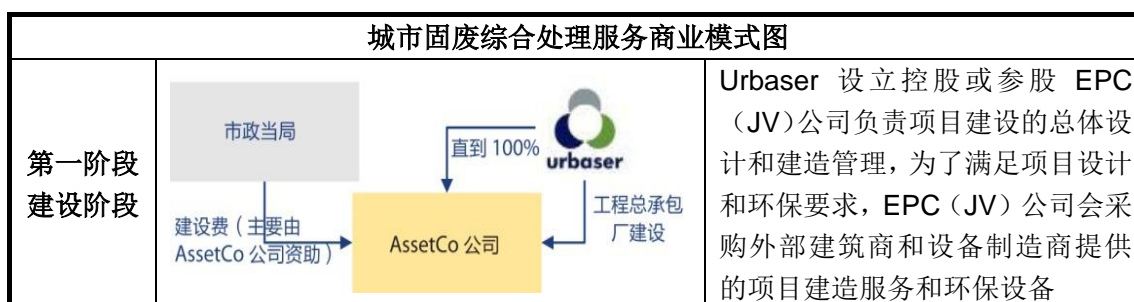 城市固废综合处理服务商业模式图
第一阶段
建设阶段
市政当局
直到 100%
urbaser
建设费（主要由
AssetCo 公司资助）
AssetCo 公司
工程总承包
厂建设
Urbaser 设立控股或参股 EPC
（JV）公司负责项目建设的总体设
计和建造管理，为了满足项目设计
和环保要求，EPC（JV）公司会采
购外部建筑商和设备制造商提供
的项目建造服务和环保设备